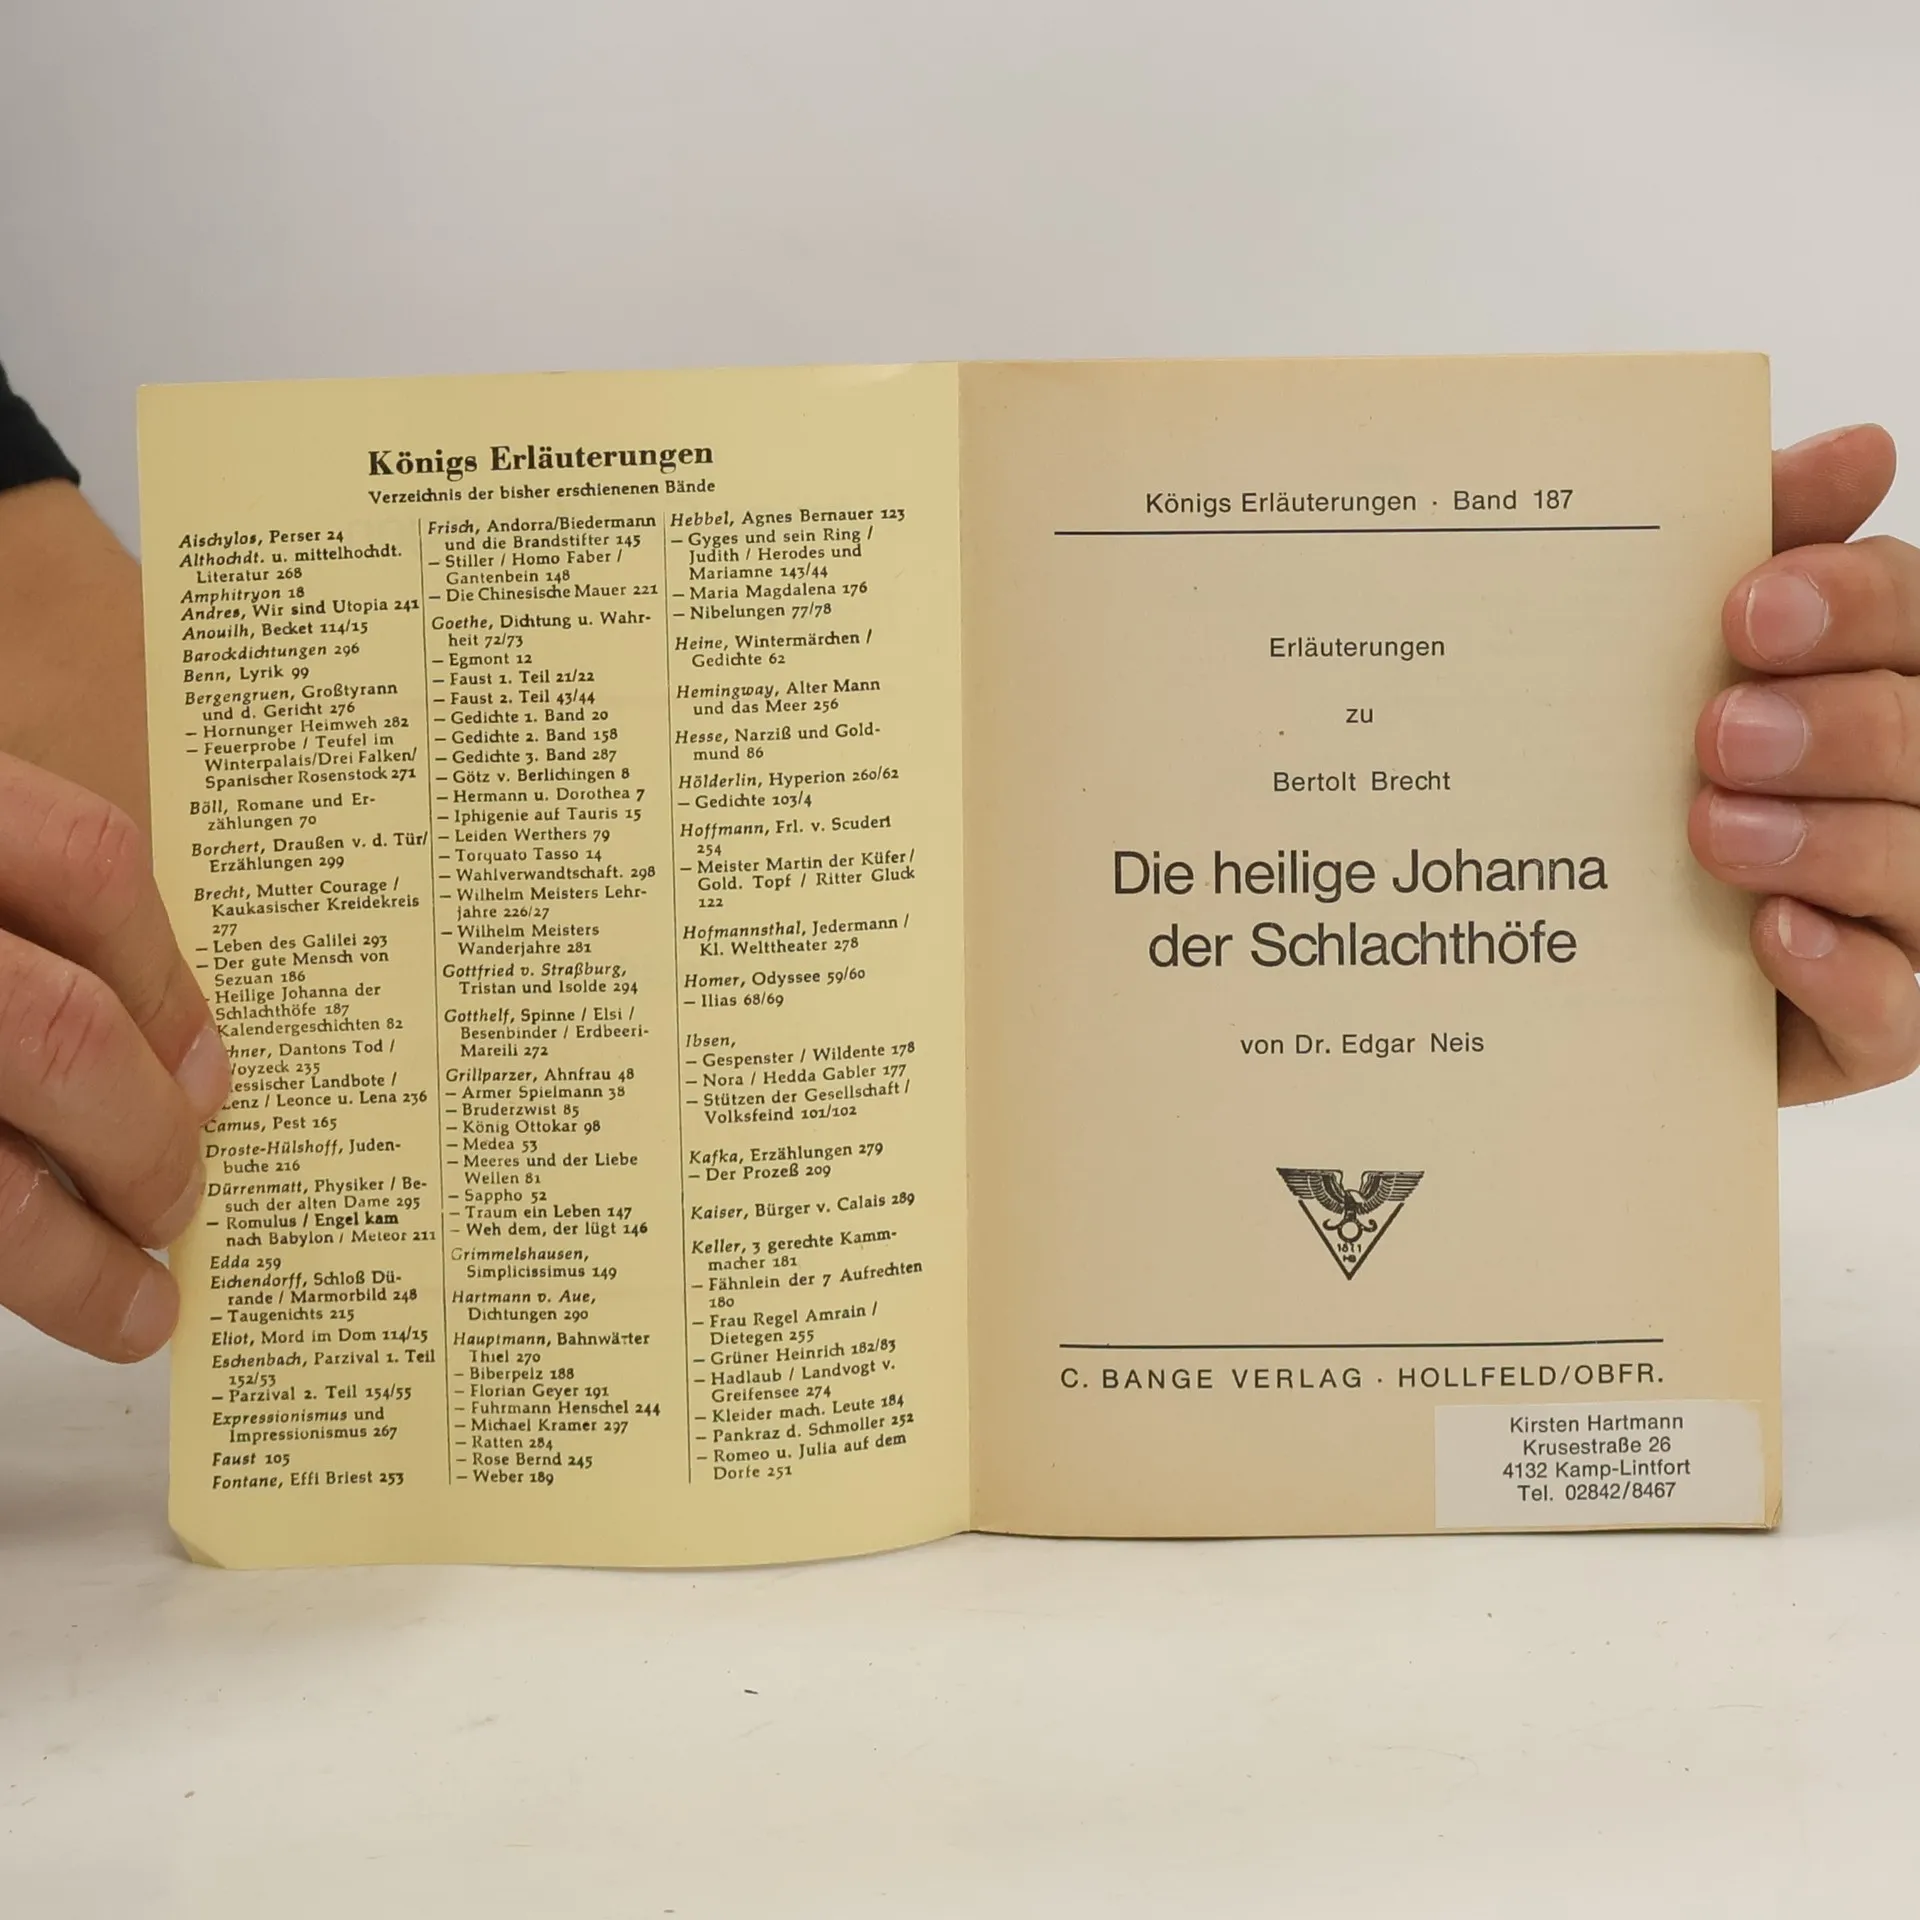 Königs Erläuterungen
Verzeichnis der bisher erschienenen Bände
Aischylos, Perser 24
Althochdt. u. mittelhochdt.
Literatur 268
Amphitryon 18
Andres, Wir sind Utopia 241
Anouilh, Becket 114/15
Barockdichtungen 296
Benn, Lyrik 99
Bergengruen, Großtyrann
und d. Gericht 276
— Hornunger Heimweh 282
— Feuerprobe / Teufel im
Winterpalais/Drei Falken/
Spanischer Rosenstock 271
Böll, Romane und Er-
zählungen 70
Borchert, Draußen v. d. Tür/
Erzählungen 299
Brecht, Mutter Courage /
Kaukasischer Kreidekreis
277
— Leben des Galilei 293
— Der gute Mensch von
Sezuan 186
- Heilige Johanna der
Schlachthöfe 187
Kalendergeschichten 82
hner, Dantons Tod /
oyzeck 235
essischer Landbote /
Lenz / Leonce u. Lena 236
Camus, Pest 165
Droste-Hülshoff, Juden-
buche 216
Dürrenmatt, Physiker / Be-
such der alten Dame 295
— Romulus / Engel kam
nach Babylon / Meteor 211
Edda 259
Eichendorff, Schloß Dü-
rande / Marmorbild 248
— Taugenichts 215
Eliot, Mord im Dom 114/15
Eschenbach, Parzival 1. Teil
152/53
— Parzival 2. Teil 154/55
Expressionismus und
Impressionismus 267
Faust 105
Fontane, Effi Briest 253
Frisch, Andorra/Biedermann
und die Brandstifter 145
— Stiller / Homo Faber /
Gantenbein 148
— Die Chinesische Mauer 221
Goethe, Dichtung u. Wahr-
heit 72/73
— Egmont 12
— Faust 1. Teil 21/22
— Faust 2. Teil 43/44
— Gedichte 1. Band 20
— Gedichte 2. Band 158
— Gedichte 3. Band 287
— Götz v. Berlichingen 8
— Hermann u. Dorothea 7
— Iphigenie auf Tauris 15
— Leiden Werthers 79
— Torquato Tasso 14
— Wahlverwandtschaft. 298
— Wilhelm Meisters Lehr-
jahre 226/27
— Wilhelm Meisters
Wanderjahre 281
Gottfried v. Straßburg,
Tristan und Isolde 294
Gotthelf, Spinne / Elsi /
Besenbinder / Erdbeeri-
Mareili 272
Grillparzer, Ahnfrau 48
— Armer Spielmann 38
— Bruderzwist 85
— König Ottokar 98
— Medea 53
— Meeres und der Liebe
Wellen 81
— Sappho 52
— Traum ein Leben 147
— Weh dem, der lügt 146
Grimmelshausen,
Simplicissimus 149
Hartmann v. Aue,
Dichtungen 290
Hauptmann, Bahnwärter
Thiel 270
— Biberpelz 188
— Florian Geyer 191
— Fuhrmann Henschel 244
— Michael Kramer 297
— Ratten 284
— Rose Bernd 245
— Weber 189
Hebbel, Agnes Bernauer 123
— Gyges und sein Ring /
Judith / Herodes und
Mariamne 143/44
— Maria Magdalena 176
— Nibelungen 77/78
Heine, Wintermärchen /
Gedichte 62
Hemingway, Alter Mann
und das Meer 256
Hesse, Narziß und Gold-
mund 86
Hölderlin, Hyperion 260/62
— Gedichte 103/4
Hoffmann, Frl. v. Scuderi
254
— Meister Martin der Küfer/
Gold. Topf / Ritter Gluck
122
Hofmannsthal, Jedermann /
Kl. Welttheater 278
Homer, Odyssee 59/60
— Ilias 68/69
Ibsen,
— Gespenster / Wildente 178
— Nora / Hedda Gabler 177
— Stützen der Gesellschaft /
Volksfeind 101/102
Kafka, Erzählungen 279
— Der Prozeß 209
Kaiser, Bürger v. Calais 289
Keller, 3 gerechte Kamm-
macher 181
— Fähnlein der 7 Aufrechten
180
— Frau Regel Amrain /
Dietegen 255
— Grüner Heinrich 182/83
— Hadlaub / Landvogt v.
Greifensee 274
— Kleider mach. Leute 184
— Pankraz d. Schmoller 252
— Romeo u. Julia auf dem
Dorfe 251
Königs Erläuterungen · Band 187
Erläuterungen
zu
Bertolt Brecht
Die heilige Johanna
der Schlachthöfe
von Dr. Edgar Neis
1871
HB
C. BANGE VERLAG · HOLLFELD/OBFR.
Kirsten Hartmann
Krusestraße 26
4132 Kamp-Lintfort
Tel. 02842/8467